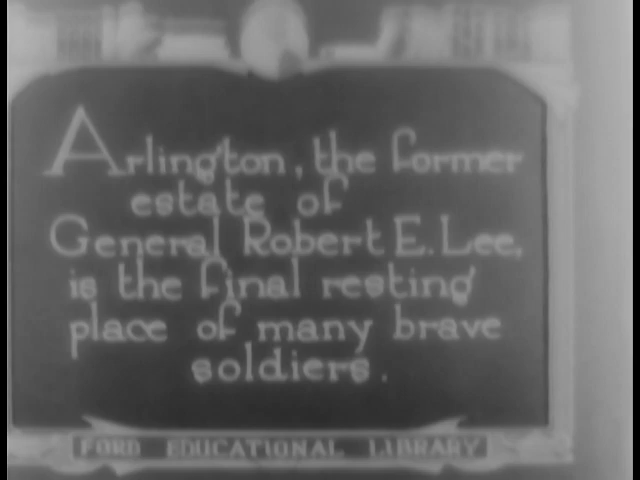 Arlington, the former
estate of
General Robert E. Lee,
is the final resting
place of many brave
soldiers.
FORD EDUCATIONAL LIBRARY